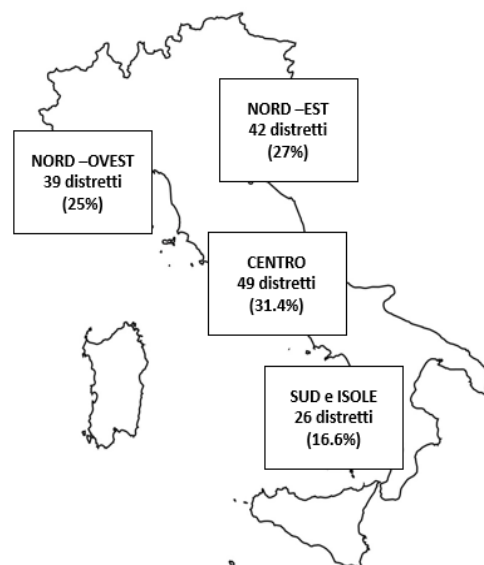 NORD –EST
42 distretti
(27%)
NORD –OVEST
39 distretti
(25%)
CENTRO
49 distretti
(31.4%)
SUD e ISOLE
26 distretti
(16.6%)